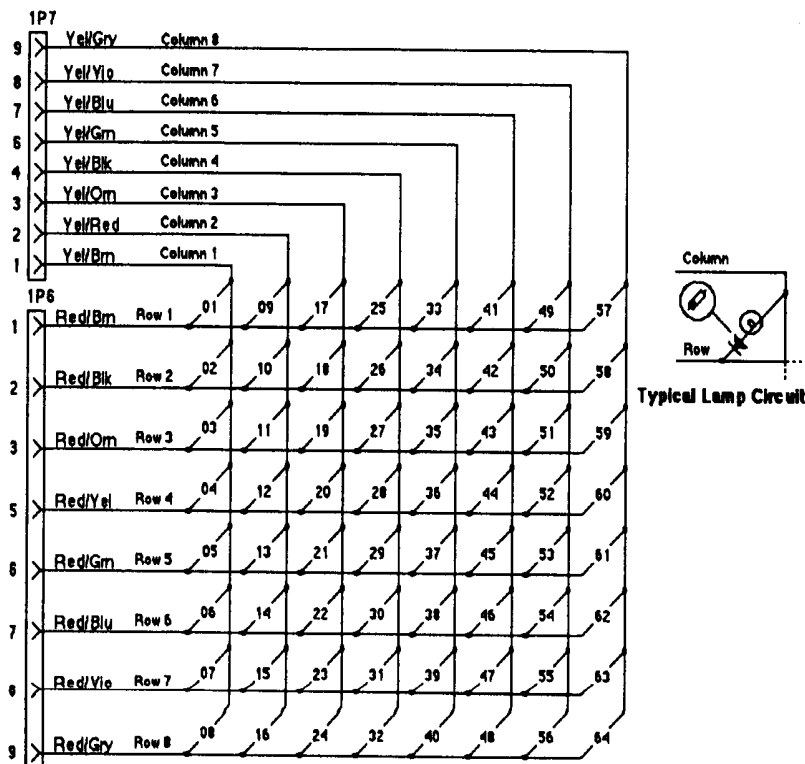 1P7
9 Yel/Gry Column 8
8 Yel/Vio Column 7
7 Yel/Blu Column 6
6 Yel/Grn Column 5
4 Yel/Blk Column 4
3 Yel/Orn Column 3
2 Yel/Red Column 2
1 Yel/Brn Column 1
1P6
1 Red/Brn Row 1 01 09 17 25 33 41 49 57
2 Red/Blk Row 2 02 10 18 26 34 42 50 58
3 Red/Orn Row 3 03 11 19 27 35 43 51 59
5 Red/Yel Row 4 04 12 20 28 36 44 52 60
6 Red/Grn Row 5 05 13 21 29 37 45 53 61
7 Red/Blu Row 6 06 14 22 30 38 46 54 62
8 Red/Vio Row 7 07 15 23 31 39 47 55 63
9 Red/Gry Row 8 08 16 24 32 40 48 56 64
Column
Row
Typical Lamp Circuit